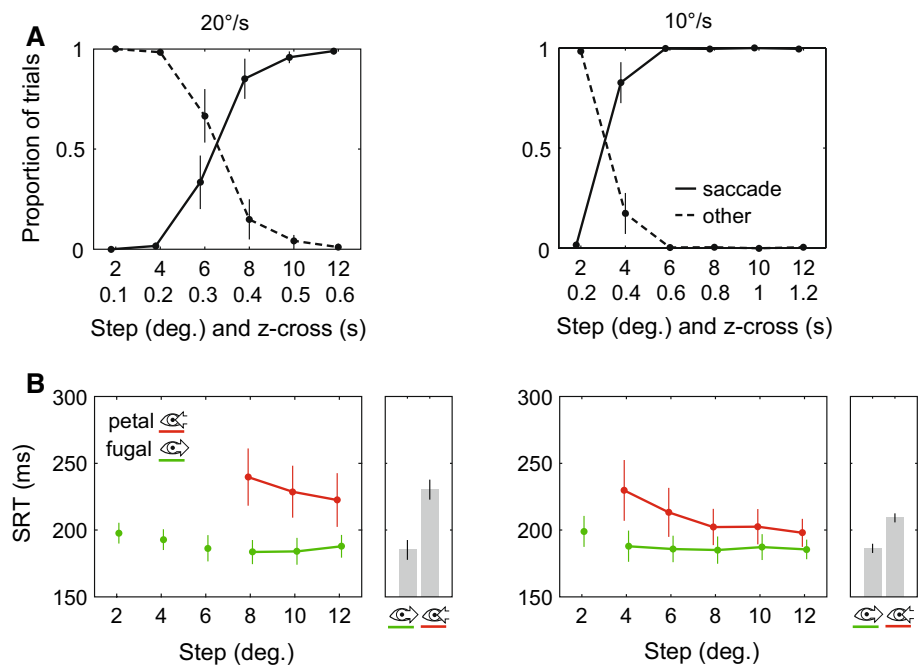 20°/s
10°/s
A
Proportion of trials
1
0.5
0
2 4 6 8 10 12
0.1 0.2 0.3 0.4 0.5 0.6
Step (deg.) and z-cross (s)
1
0.5
0
saccade
other
2 4 6 8 10 12
0.2 0.4 0.6 0.8 1 1.2
Step (deg.) and z-cross (s)
B
SRT (ms)
300
250
200
150
petal
fugal
2 4 6 8 10 12
Step (deg.)
300
250
200
150
2 4 6 8 10 12
Step (deg.)